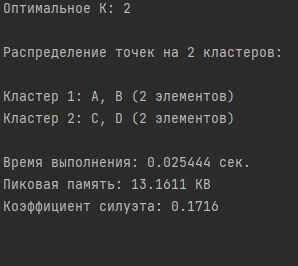 Оптимальное K: 2
Распределение точек на 2 кластеров:
Кластер 1: A, B (2 элементов)
Кластер 2: C, D (2 элементов)
Время выполнения: 0.025444 сек.
Пиковая память: 13.1611 KB
Коэффициент силуэта: 0.1716